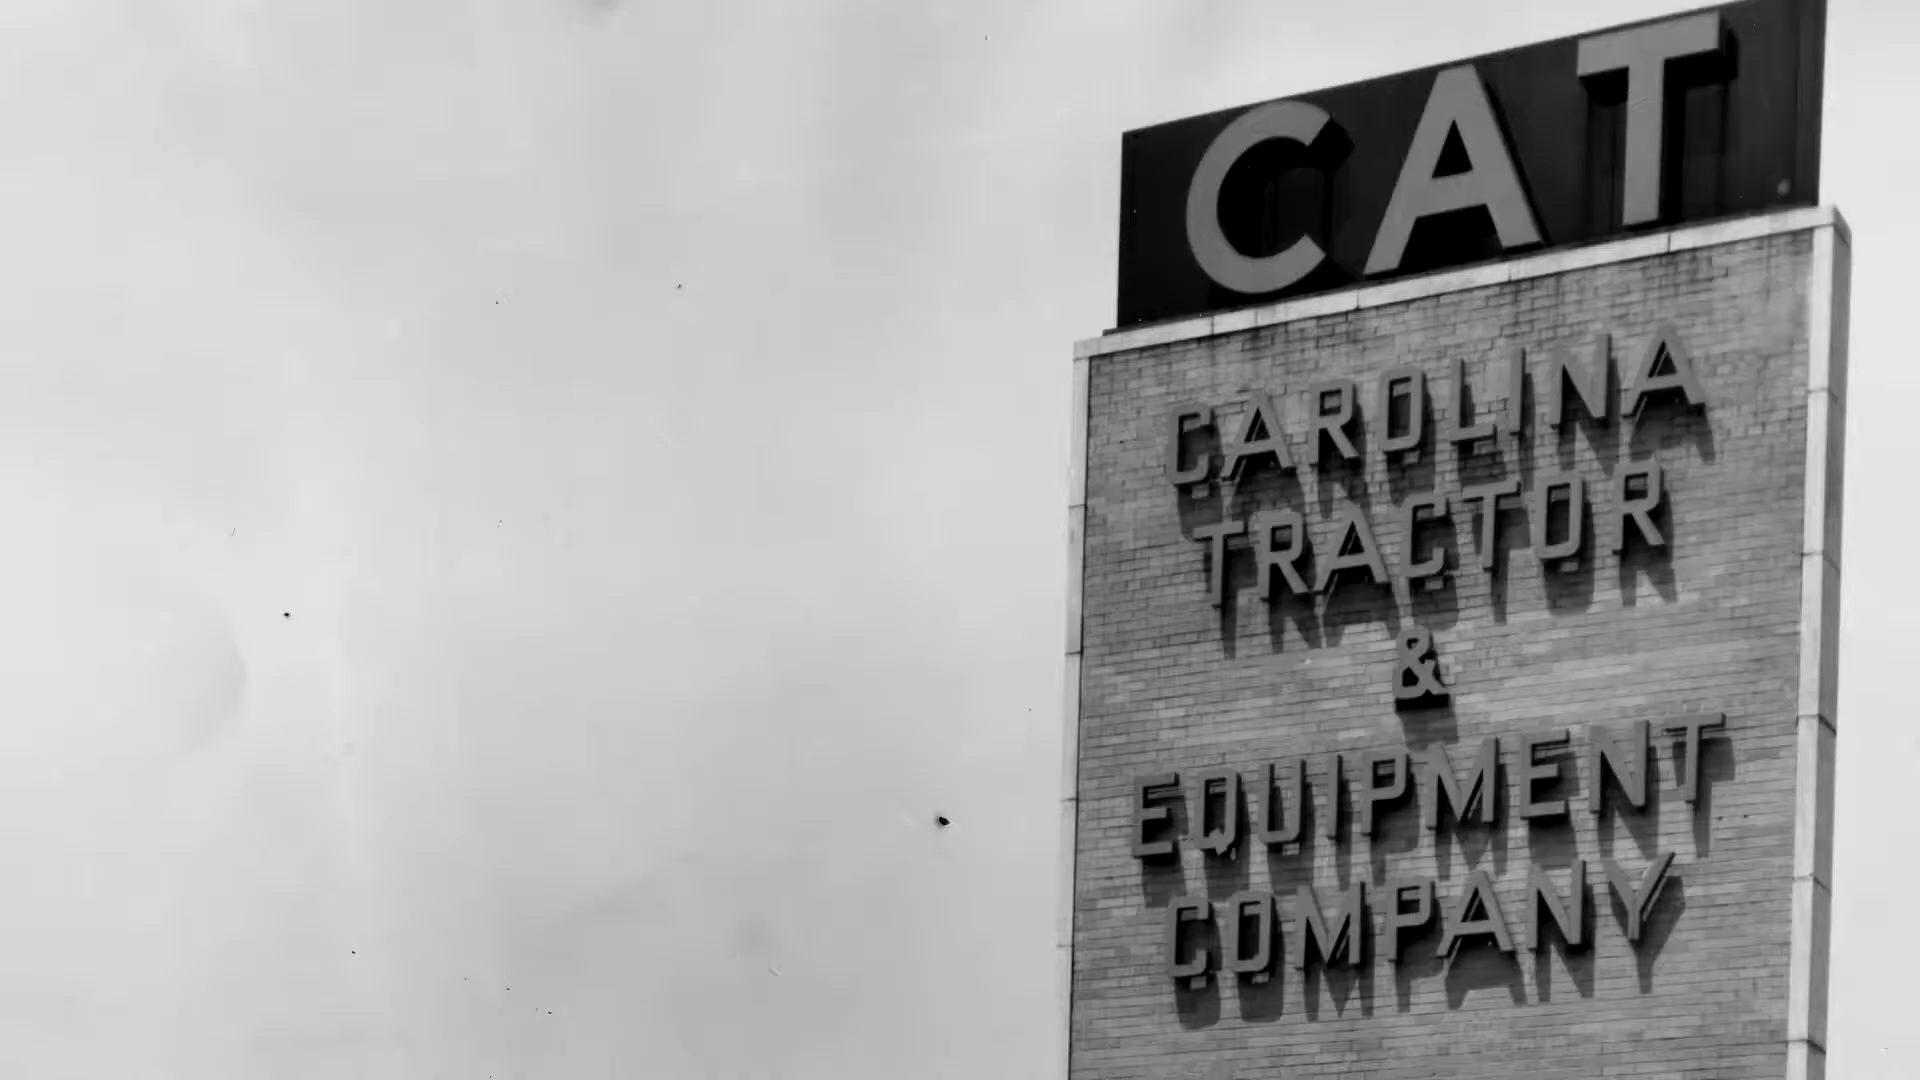 CAT
CAROLINA
TRACTOR
&
EQUIPMENT
COMPANY